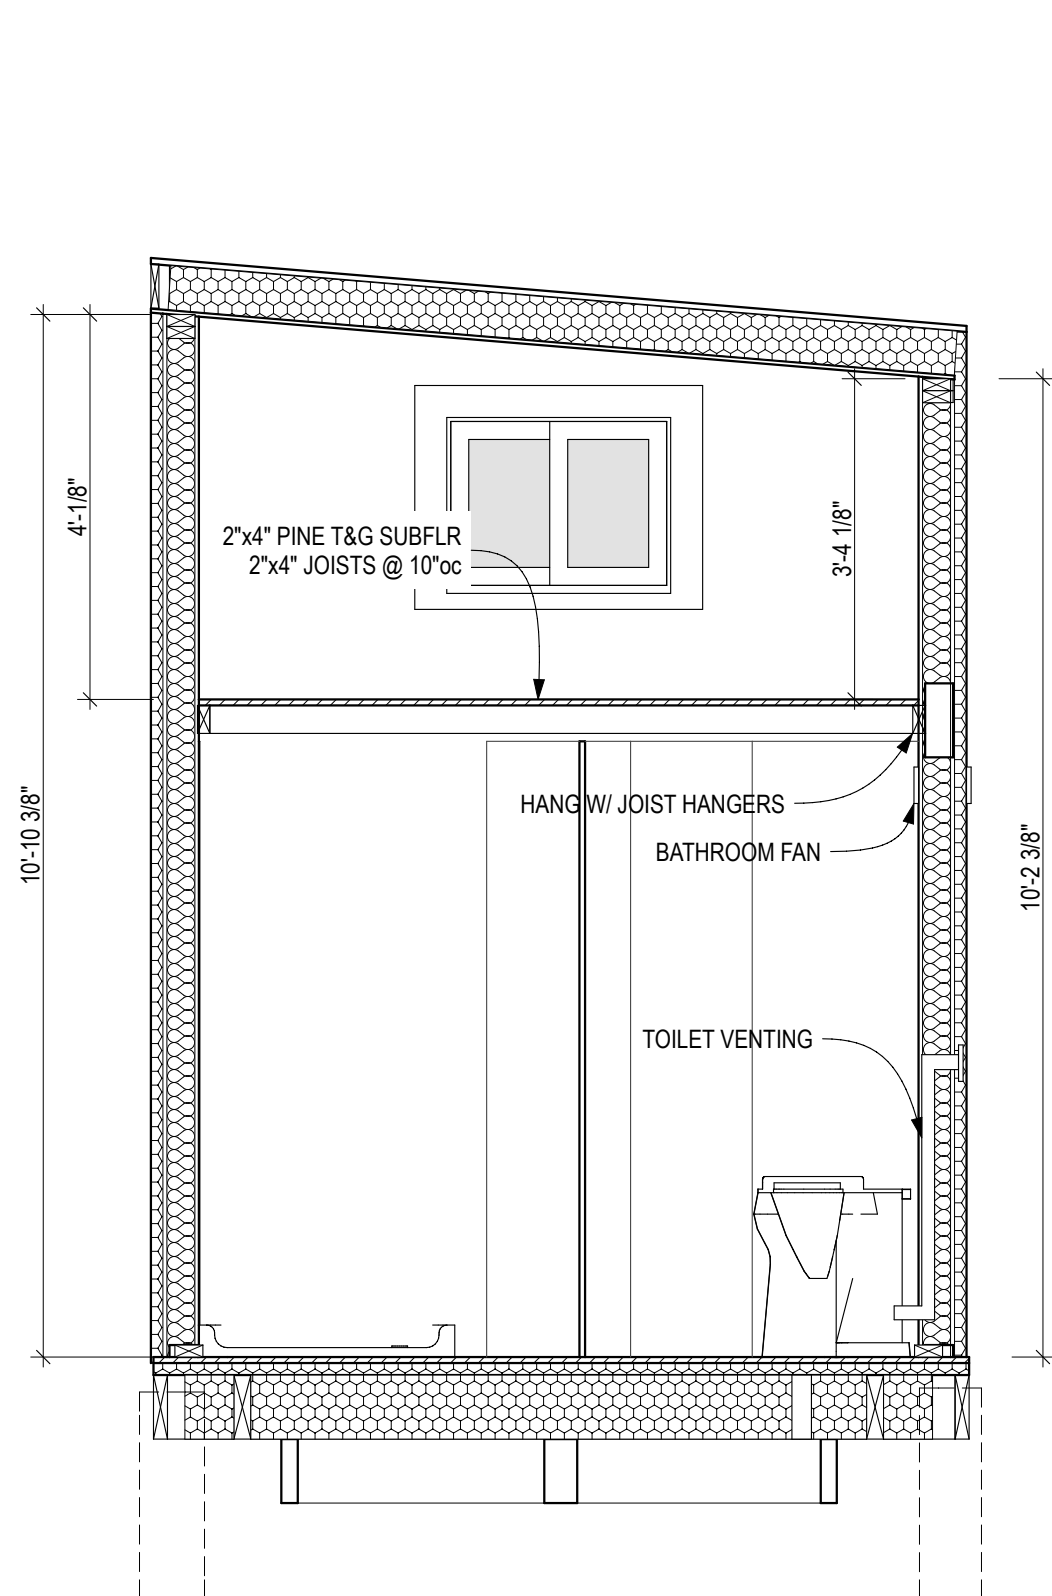 4'-1/8"
2"x4" PINE T&G SUBFLR
2"x4" JOISTS @ 10"oc
3'-4 1/8"
10'-10 3/8"
HANG W/ JOIST HANGERS
BATHROOM FAN
10'-2 3/8"
TOILET VENTING